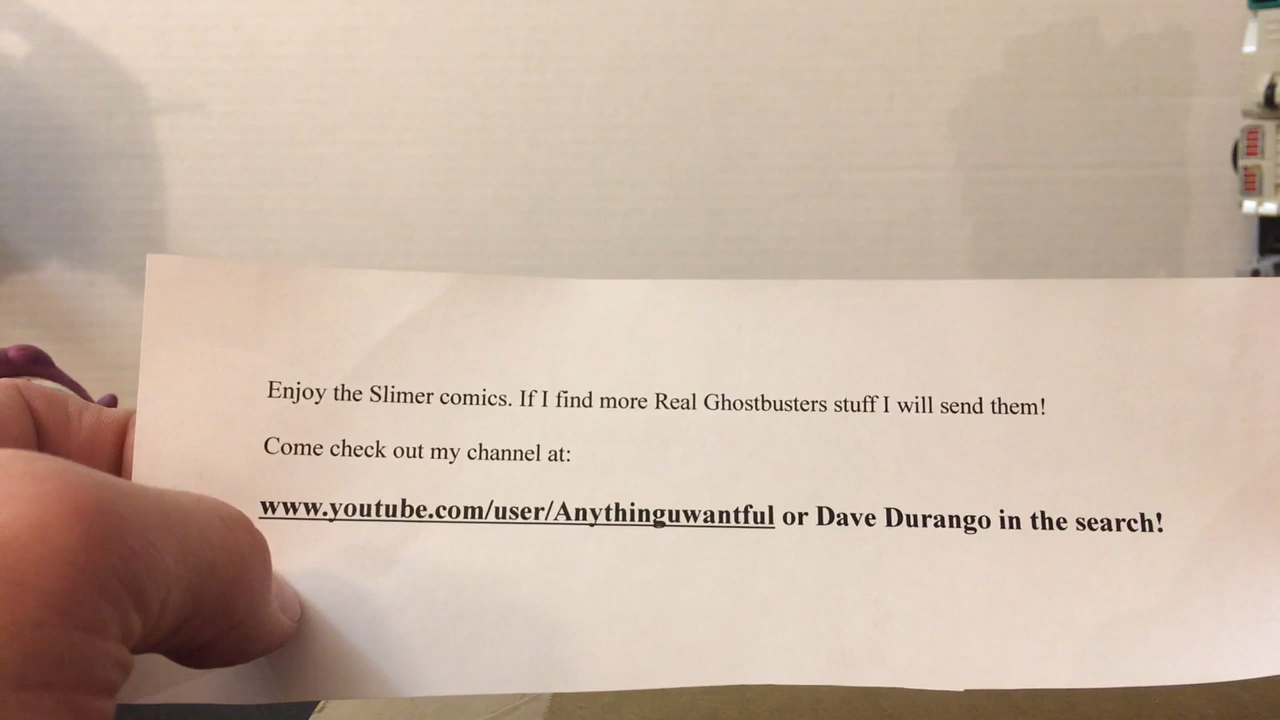 Enjoy the Slimer comics. If I find more Real Ghostbusters stuff I will send them!
Come check out my channel at:
www.youtube.com/user/Anythinguwantful or Dave Durango in the search!